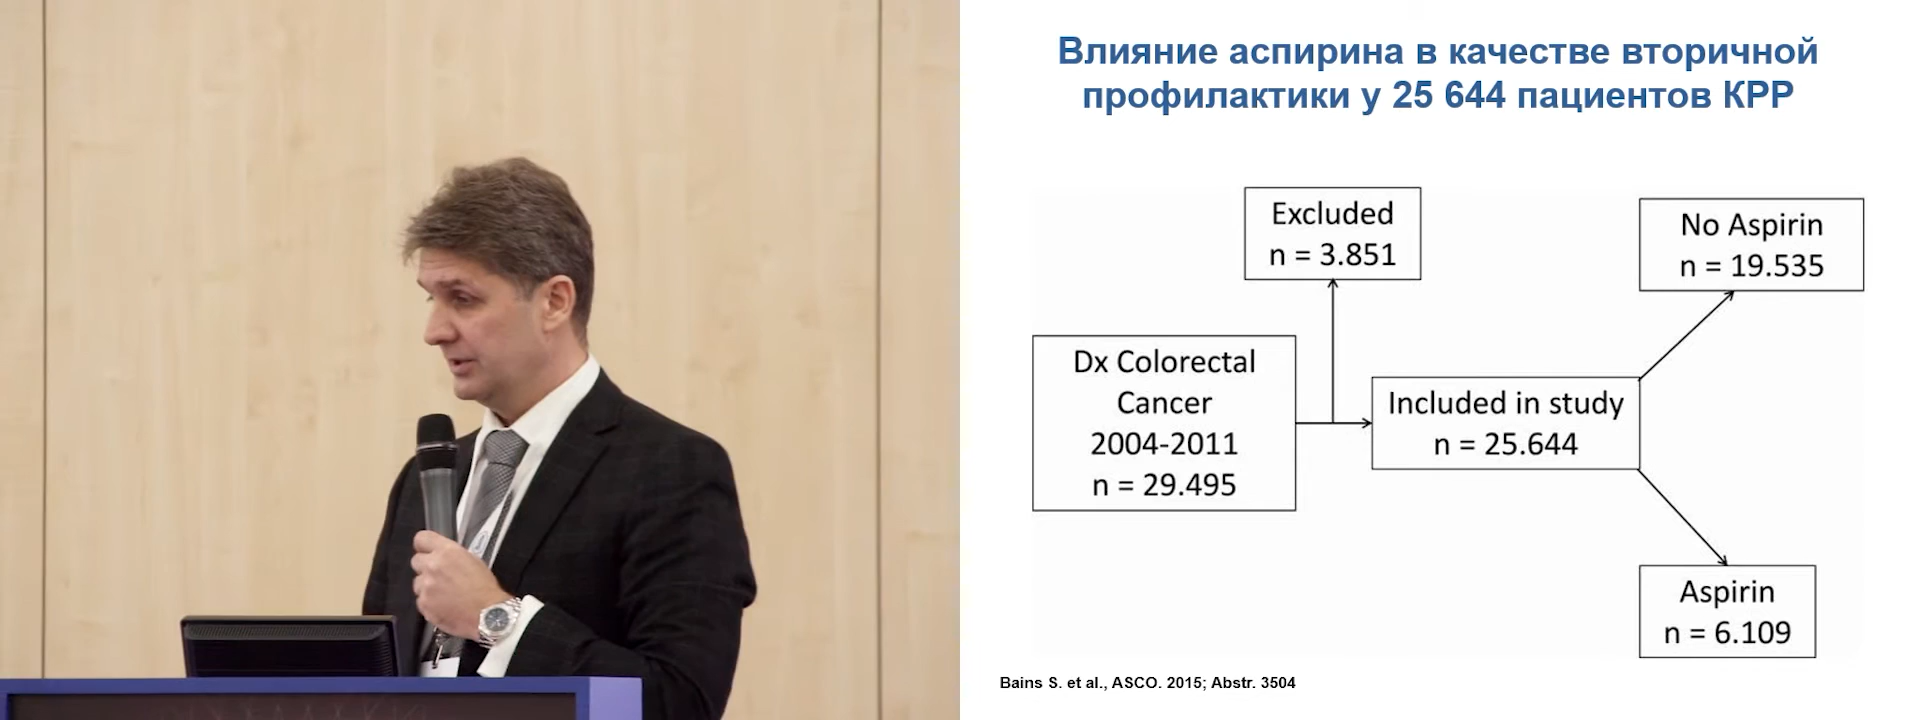 Влияние аспирина в качестве вторичной
профилактики у 25 644 пациентов КРР
Excluded
n = 3.851
No Aspirin
n = 19.535
Dx Colorectal
Cancer
2004-2011
n = 29.495
Included in study
n = 25.644
Aspirin
n = 6.109
Bains S. et al., ASCO. 2015; Abstr. 3504